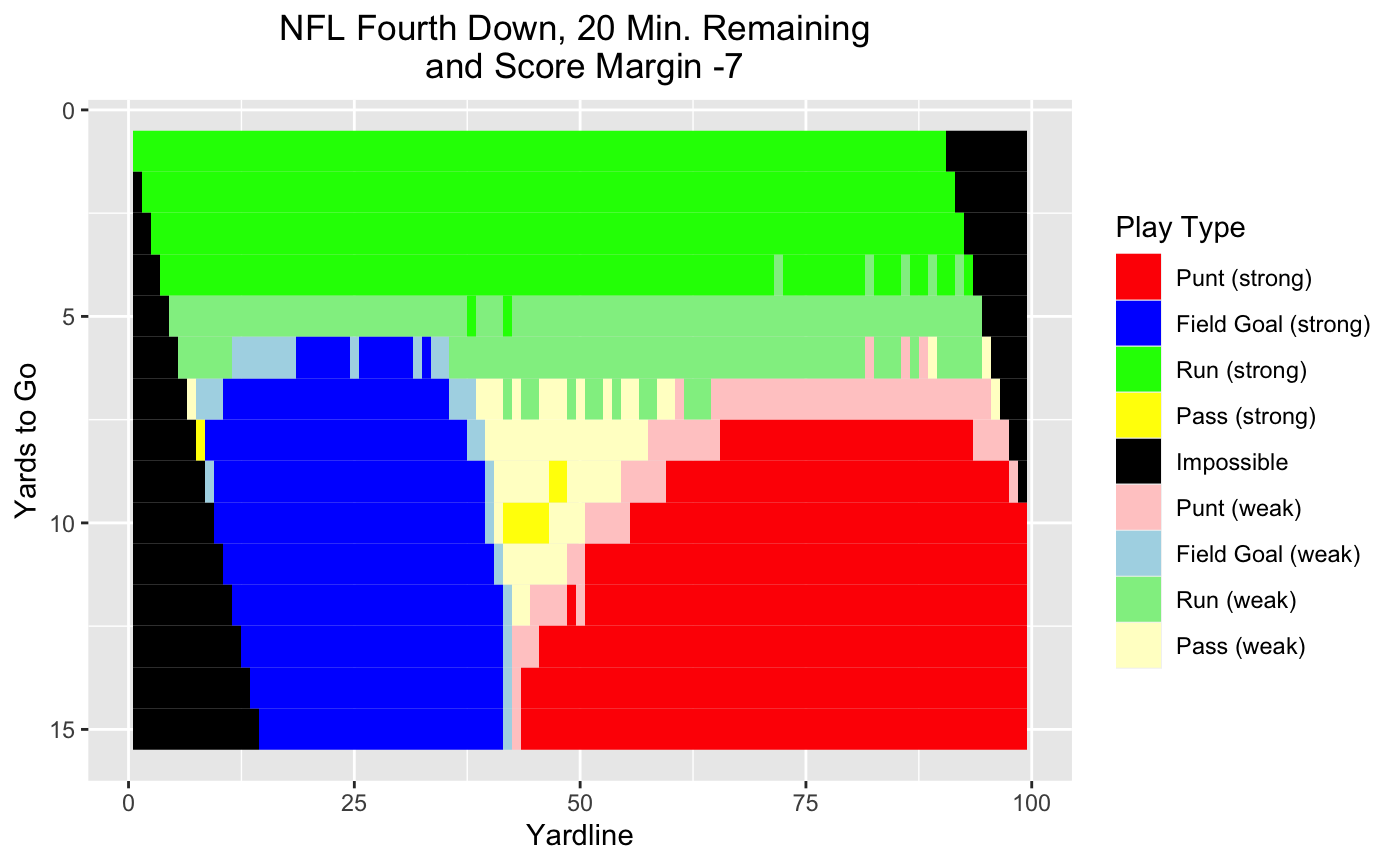 NFL Fourth Down, 20 Min. Remaining
and Score Margin -7
0
5
10
15
Yards to Go
0
25
50
75
100
Yardline
Play Type
Punt (strong)
Field Goal (strong)
Run (strong)
Pass (strong)
Impossible
Punt (weak)
Field Goal (weak)
Run (weak)
Pass (weak)